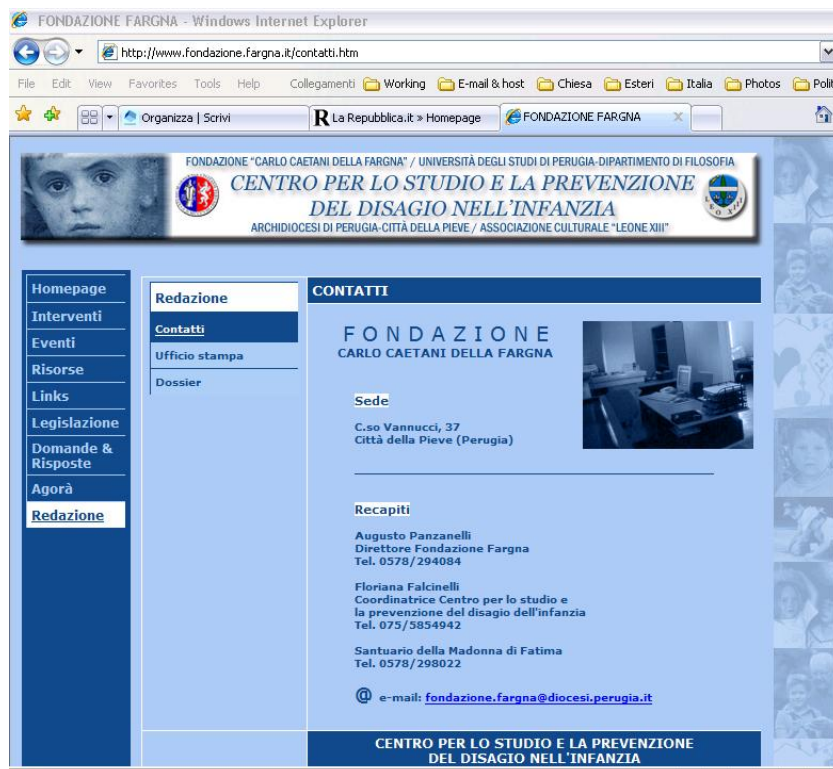 FONDAZIONE FARGNA - Windows Internet Explorer
http://www.fondazione.fargna.it/contatti.htm
File Edit View Favorites Tools Help Collegamenti Working E-mail & host Chiesa Esteri Italia Photos Polit
Organizza | Scrivi R La Repubblica.it » Homepage FONDAZIONE FARGNA X
FONDAZIONE "CARLO CAETANI DELLA FARGNA" / UNIVERSITÀ DEGLI STUDI DI PERUGIA-DIPARTIMENTO DI FILOSOFIA
CENTRO PER LO STUDIO E LA PREVENZIONE
DEL DISAGIO NELL'INFANZIA
ARCHIDIOCESI DI PERUGIA-CITTÀ DELLA PIEVE / ASSOCIAZIONE CULTURALE "LEONE XIII"
LEO XIII
Homepage
Interventi
Eventi
Risorse
Links
Legislazione
Domande &
Risposte
Agorà
Redazione
Redazione
Contatti
Ufficio stampa
Dossier
CONTATTI
FONDAZIONE
CARLO CAETANI DELLA FARGNA
Sede
C.so Vannucci, 37
Città della Pieve (Perugia)
Recapiti
Augusto Panzanelli
Direttore Fondazione Fargna
Tel. 0578/294084
Floriana Falcinelli
Coordinatrice Centro per lo studio e
la prevenzione del disagio dell'infanzia
Tel. 075/5854942
Santuario della Madonna di Fatima
Tel. 0578/298022
@ e-mail: fondazione.fargna@diocesi.perugia.it
CENTRO PER LO STUDIO E LA PREVENZIONE
DEL DISAGIO NELL'INFANZIA